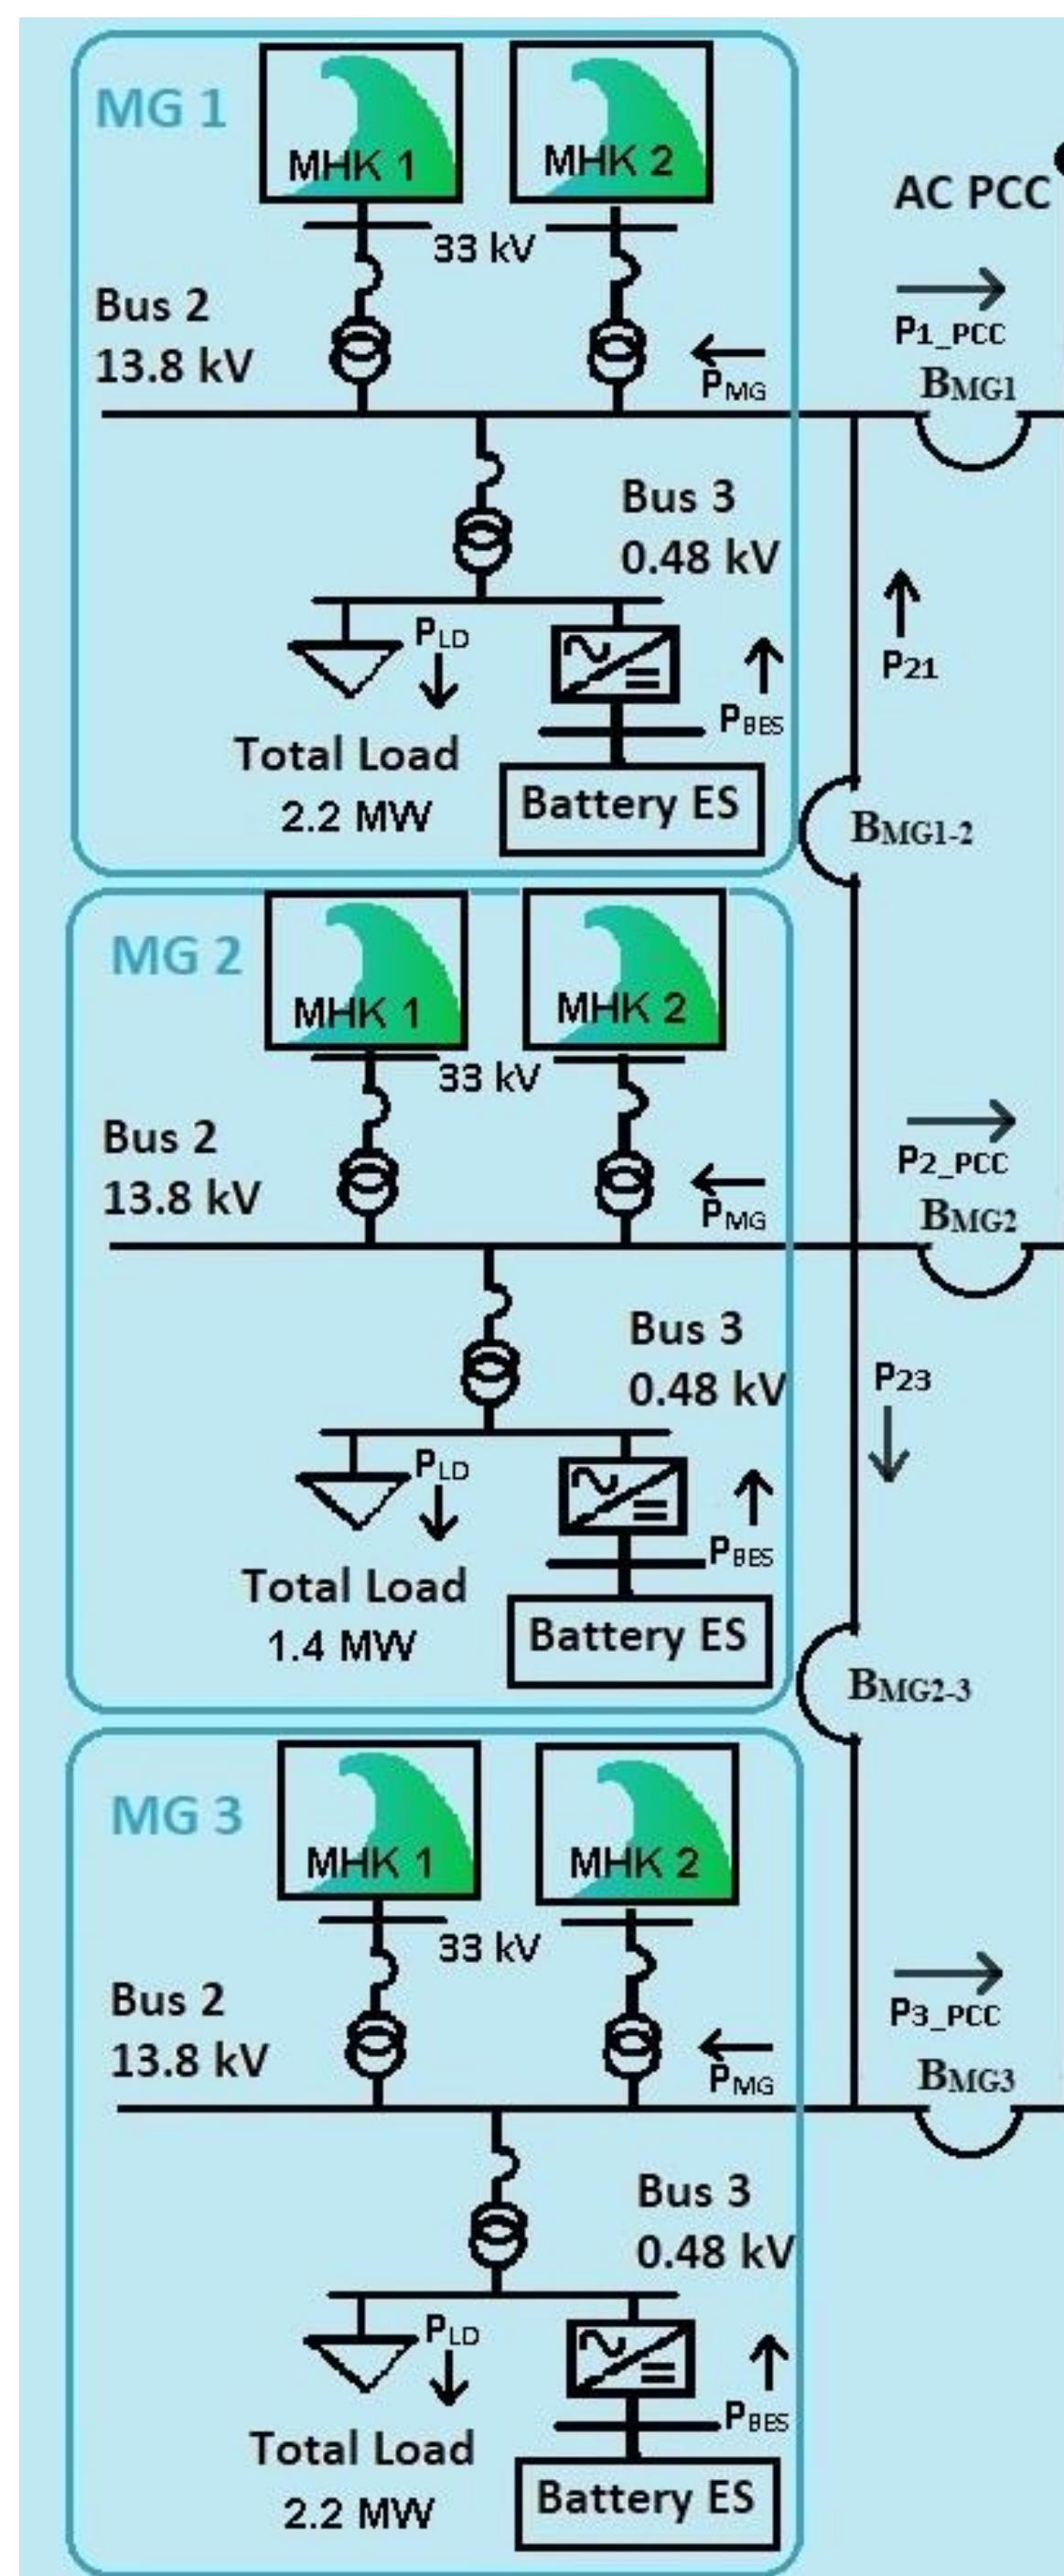 MG 1
MHK 1
MHK 2
33 kV
AC PCC
Bus 2
13.8 kV
P1_PCC
PMG
BMG1
Bus 3
0.48 kV
PLD
P21
PBES
Total Load
2.2 MW
Battery ES
BMG1-2
MG 2
MHK 1
MHK 2
33 kV
Bus 2
13.8 kV
P2_PCC
PMG
BMG2
Bus 3
0.48 kV
P23
PLD
PBES
Total Load
1.4 MW
Battery ES
BMG2-3
MG 3
MHK 1
MHK 2
33 kV
Bus 2
13.8 kV
P3_PCC
PMG
BMG3
Bus 3
0.48 kV
PLD
PBES
Total Load
2.2 MW
Battery ES